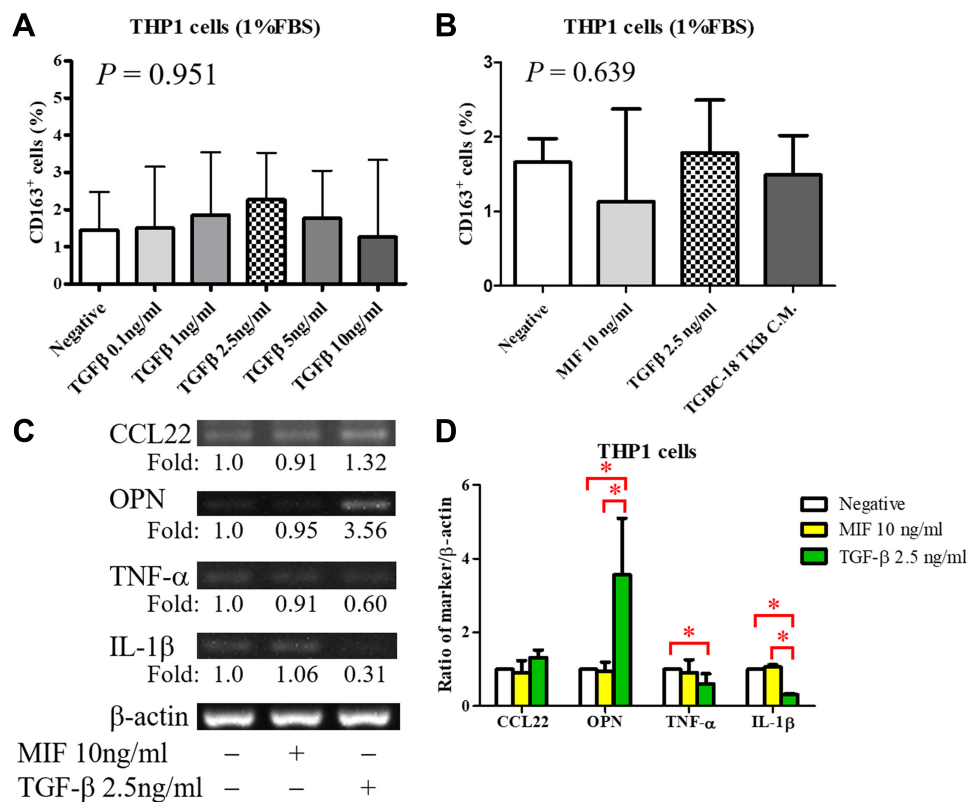 A
THP1 cells (1%FBS)
P = 0.951
CD163+ cells (%)
6
5
4
3
2
1
0
Negative
TGFβ 0.1ng/ml
TGFβ 1ng/ml
TGFβ 2.5ng/ml
TGFβ 5ng/ml
TGFβ 10ng/ml
B
THP1 cells (1%FBS)
P = 0.639
CD163+ cells (%)
3
2
1
0
Negative
MIF 10 ng/ml
TGFβ 2.5 ng/ml
TGBC-18 TKB C.M.
C
CCL22
Fold: 1.0 0.91 1.32
OPN
Fold: 1.0 0.95 3.56
TNF-α
Fold: 1.0 0.91 0.60
IL-1β
Fold: 1.0 1.06 0.31
β-actin
MIF 10ng/ml – + –
TGF-β 2.5ng/ml – – +
D
THP1 cells
Ratio of marker/β-actin
6
4
2
0
* * * * *
CCL22 OPN TNF-α IL-1β
Negative
MIF 10 ng/ml
TGF-β 2.5 ng/ml